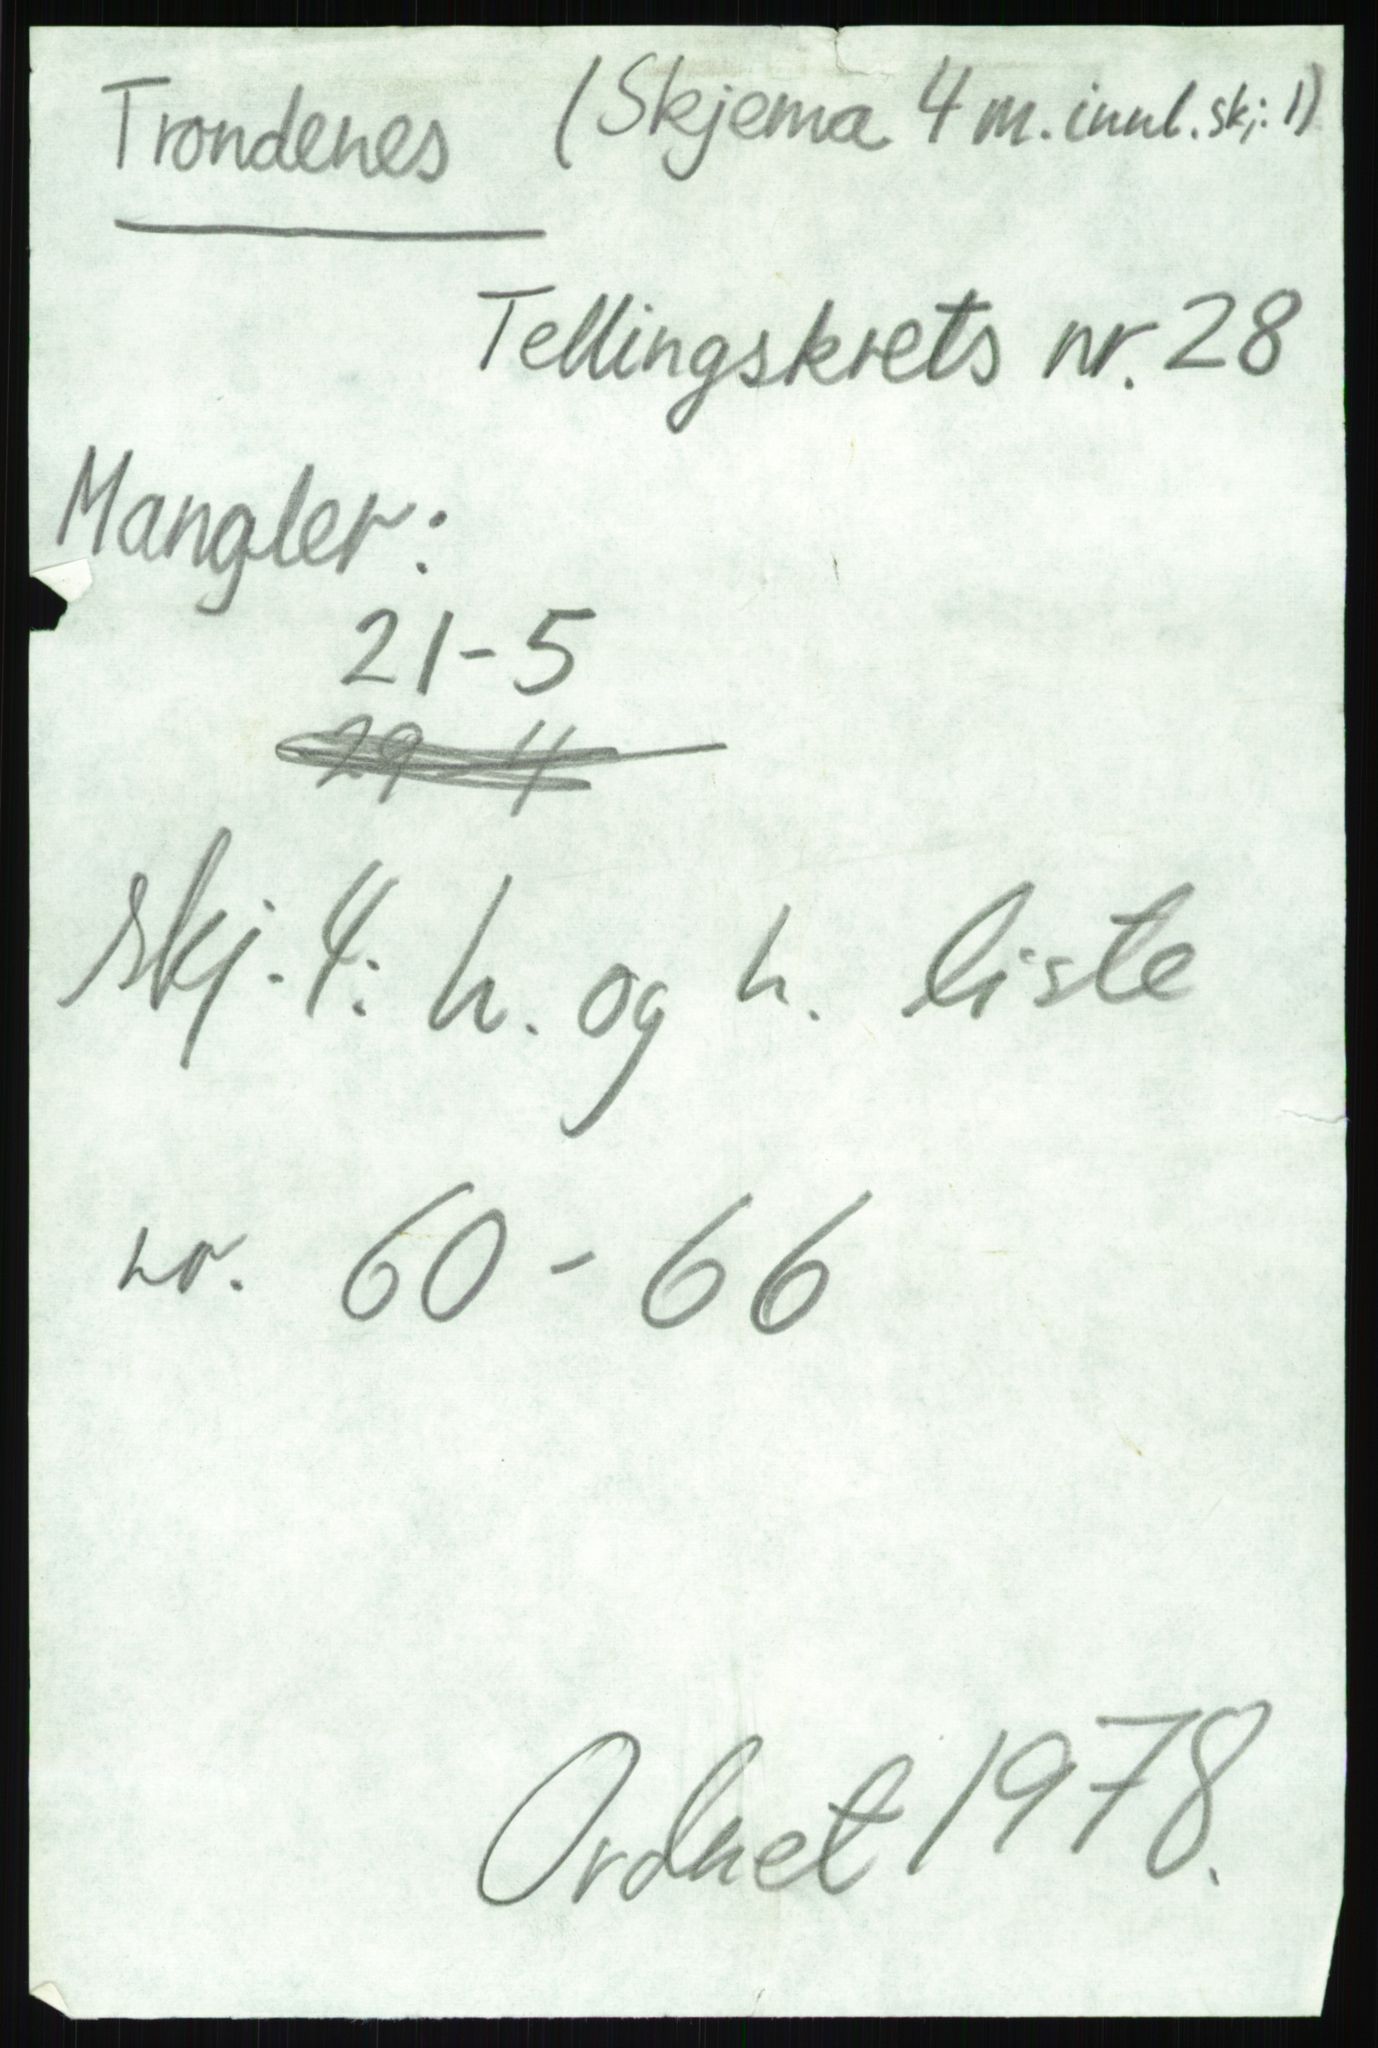 Trondenes (Skjema 4 m. innl. skj. 1)
Tellingskrets nr. 28
Mangler:
21-5
skj. 4: h. og h. liste
nr. 60-66
Ordnet 1978.